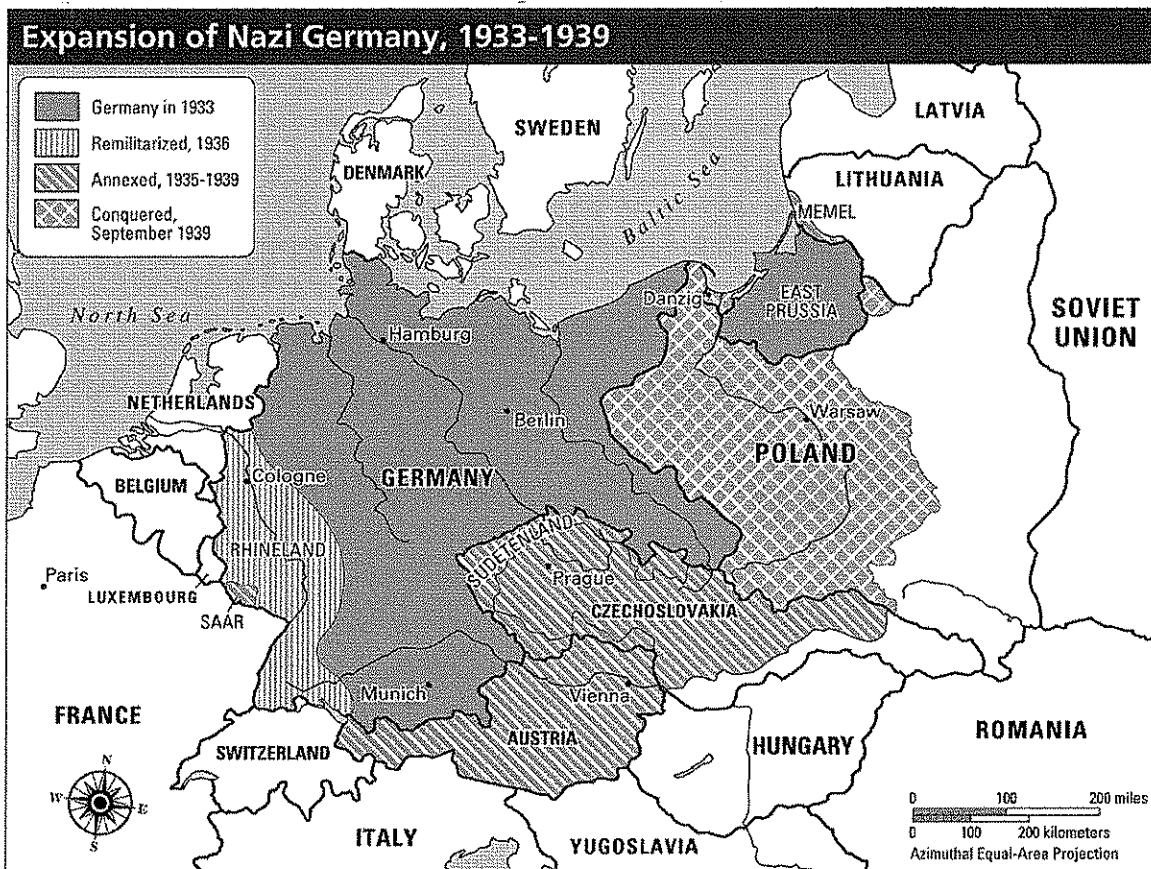 Expansion of Nazi Germany, 1933-1939
Germany in 1933
Remilitarized, 1936
Annexed, 1935-1939
Conquered,
September 1939
SWEDEN
LATVIA
DENMARK
LITHUANIA
Baltic Sea
MEMEL
North Sea
Danzig
EAST
PRUSSIA
SOVIET
UNION
Hamburg
NETHERLANDS
Berlin
Warsaw
POLAND
Cologne
GERMANY
BELGIUM
RHINELAND
SUDETENLAND
Paris
Prague
LUXEMBOURG
CZECHOSLOVAKIA
SAAR
Munich
Vienna
FRANCE
AUSTRIA
SWITZERLAND
HUNGARY
ROMANIA
N
W
E
S
ITALY
YUGOSLAVIA
0 100 200 miles
0 100 200 kilometers
Azimuthal Equal-Area Projection